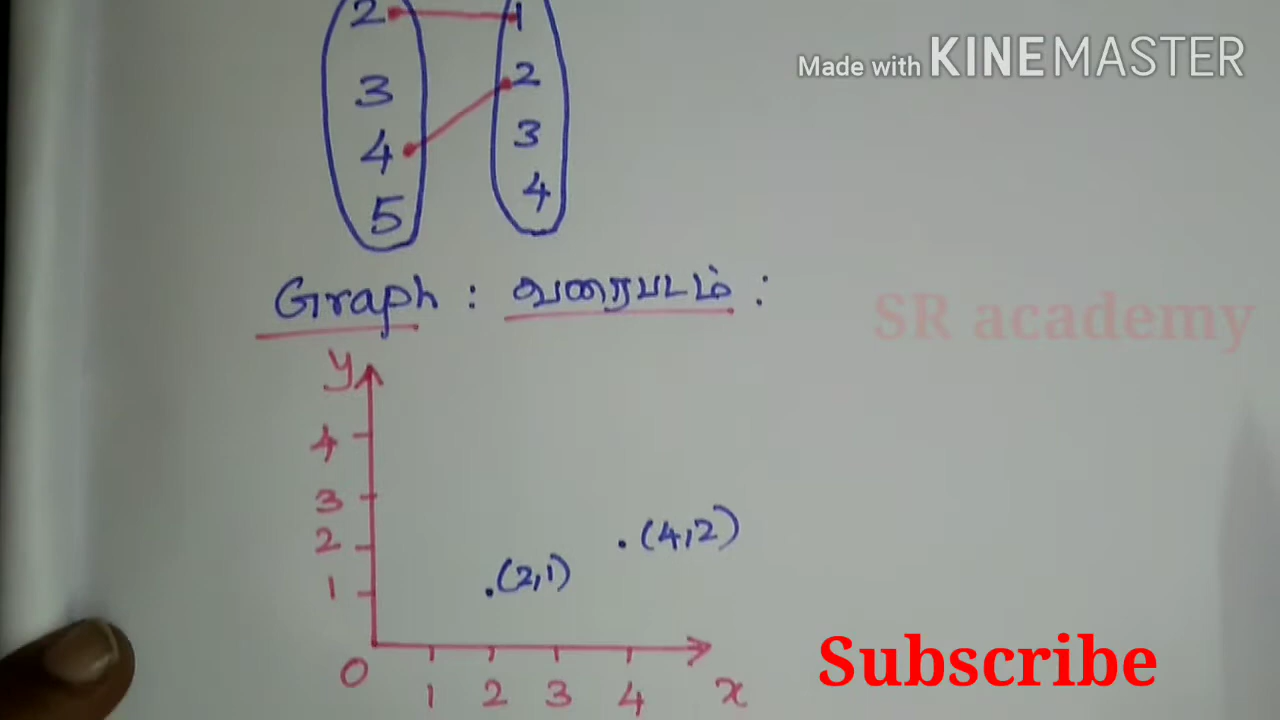 2 1
Made with KINEMASTER
3 2
4 3
5 4
Graph : வரைபடம் :
SR academy
y
4
3
2 .(4,2)
1 .(2,1)
0 1 2 3 4 x
Subscribe